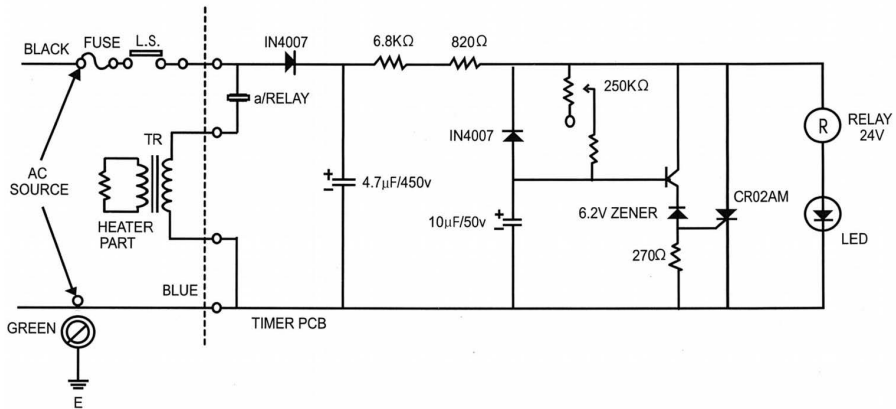 BLACK
FUSE
L.S.
IN4007
6.8KΩ
820Ω
a/RELAY
250KΩ
RELAY
24V
R
TR
IN4007
AC
SOURCE
+
-
4.7µF/450v
HEATER
PART
+
-
10µF/50v
6.2V ZENER
CR02AM
LED
270Ω
BLUE
TIMER PCB
GREEN
E